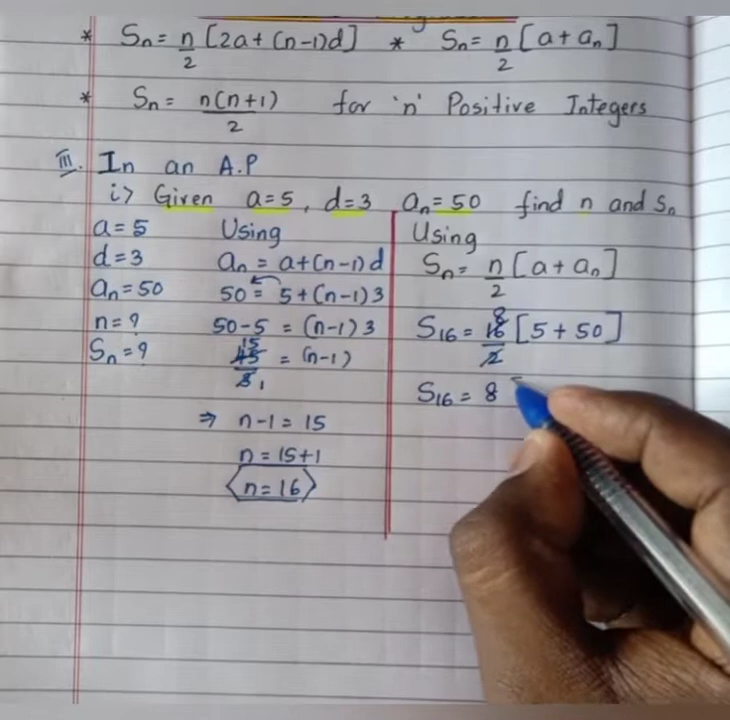 * Sn = n/2 [2a + (n-1)d] * Sn = n/2 [a + an]
* Sn = n(n+1)/2 for 'n' Positive Integers
III. In an A.P
i> Given a=5, d=3 an=50 find n and Sn
a=5
d=3
an=50
n=?
Sn=?
Using
an = a+(n-1)d
50 = 5+(n-1)3
50-5 = (n-1)3
15
45/3 = (n-1)
1
⇒ n-1 = 15
n = 15+1
n=16
Using
Sn = n/2 [a + an]
8
S16 = 16/2 [5 + 50]
S16 = 8